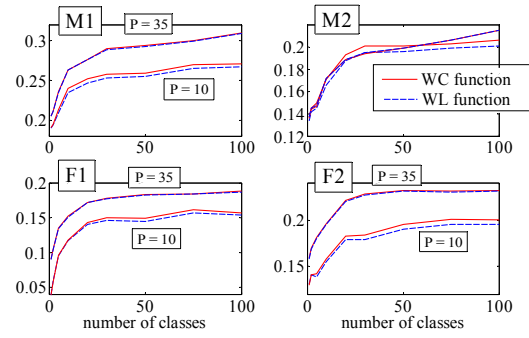 M1
M2
0.3
0.25
0.2
P = 35
P = 10
0 50 100
0.2
0.18
0.16
0.14
0.12
WC function
WL function
0 50 100
F1
F2
0.2
0.15
0.1
0.05
P = 35
P = 10
0 50 100
number of classes
0.2
0.15
P = 35
P = 10
0 50 100
number of classes